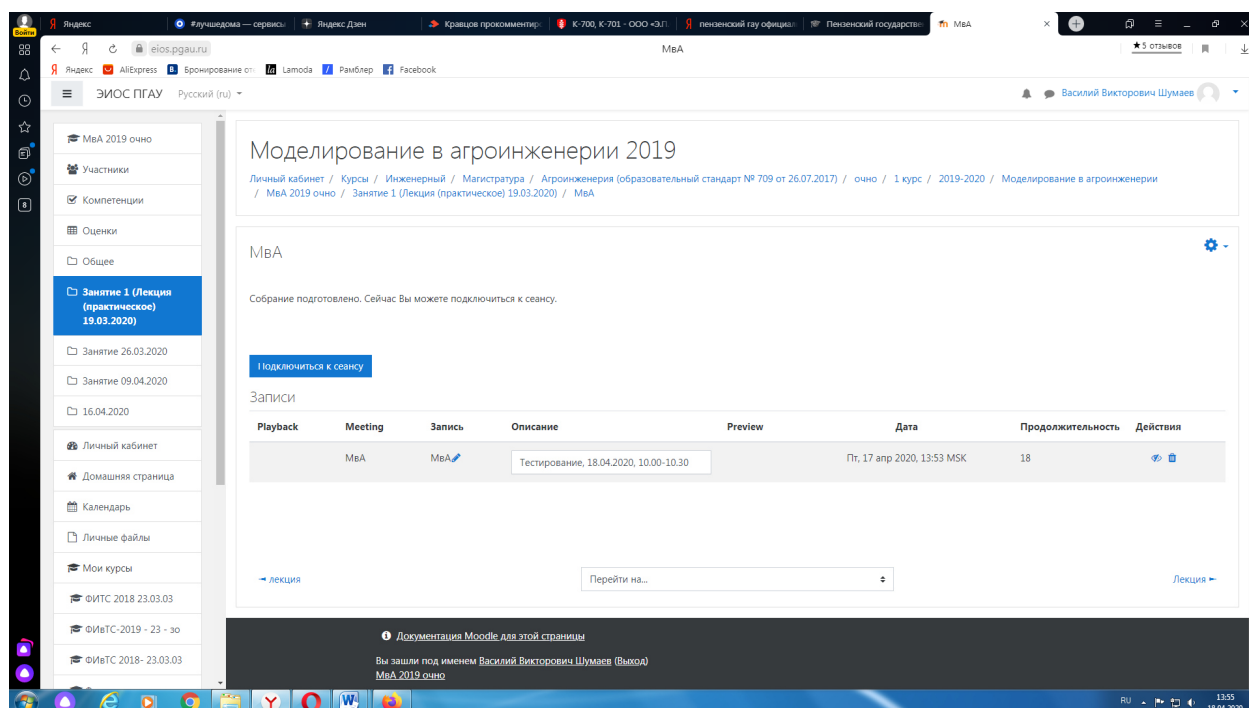 Яндекс
#лучшедома — сервисы
Яндекс Дзен
Кравцов прокомментиро
К-700, К-701 - ООО «Э.П.
пензенский гау официал
Пензенский государстве
МвА
Войти
eios.pgau.ru
МвА
★5 отзывов
Яндекс
AliExpress
Бронирование от
Lamoda
Рамблер
Facebook
ЭИОС ПГАУ
Русский (ru)
Василий Викторович Шумаев
МвА 2019 очно
Участники
Компетенции
Оценки
Общее
Занятие 1 (Лекция
(практическое)
19.03.2020)
Занятие 26.03.2020
Занятие 09.04.2020
16.04.2020
Личный кабинет
Домашняя страница
Календарь
Личные файлы
Мои курсы
ФИТС 2018 23.03.03
ФИвТС-2019 - 23 - зо
ФИвТС 2018- 23.03.03
Моделирование в агроинженерии 2019
Личный кабинет / Курсы / Инженерный / Магистратура / Агроинженерия (образовательный стандарт № 709 от 26.07.2017) / очно / 1 курс / 2019-2020 / Моделирование в агроинженерии
/ МвА 2019 очно / Занятие 1 (Лекция (практическое) 19.03.2020) / МвА
МвА
Собрание подготовлено. Сейчас Вы можете подключиться к сеансу.
Подключиться к сеансу
Записи
Playback Meeting Запись Описание Preview Дата Продолжительность Действия
МвА МвА Тестирование, 18.04.2020, 10.00-10.30 Пт, 17 апр 2020, 13:53 MSK 18
◄ лекция
Перейти на...
Лекция ►
Документация Moodle для этой страницы
Вы зашли под именем Василий Викторович Шумаев (Выход)
МвА 2019 очно
RU
13:55
18.04.2020